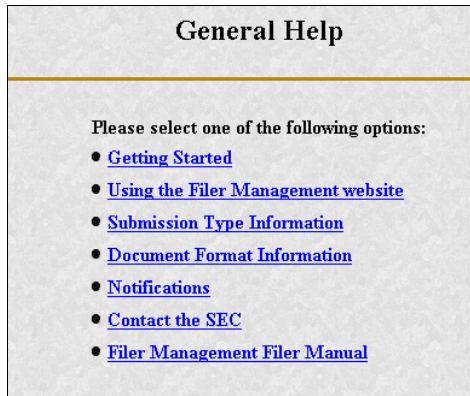 General Help
Please select one of the following options:
Getting Started
Using the Filer Management website
Submission Type Information
Document Format Information
Notifications
Contact the SEC
Filer Management Filer Manual